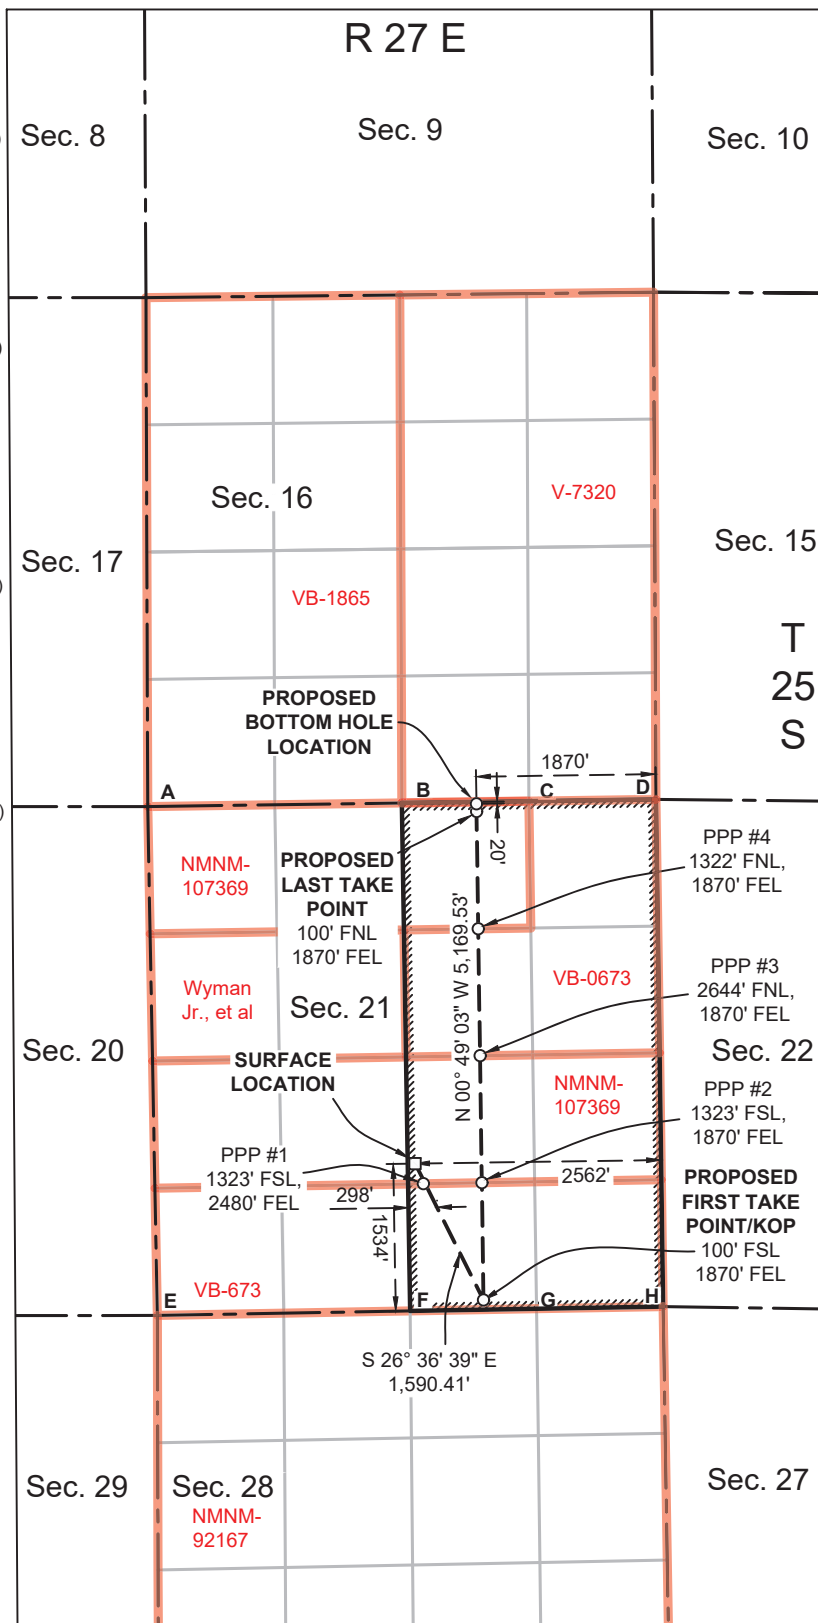 R 27 E
Sec. 8
Sec. 9
Sec. 10
Sec. 16
V-7320
Sec. 17
Sec. 15
VB-1865
T
25
S
PROPOSED
BOTTOM HOLE
LOCATION
1870'
A
B
C
D
20'
NMNM-
107369
PROPOSED
LAST TAKE
POINT
100' FNL
1870' FEL
PPP #4
1322' FNL,
1870' FEL
N 00° 49' 03" W 5,169.53'
Wyman
Jr., et al
Sec. 21
VB-0673
PPP #3
2644' FNL,
1870' FEL
Sec. 20
Sec. 22
SURFACE
LOCATION
NMNM-
107369
PPP #2
1323' FSL,
1870' FEL
PPP #1
1323' FSL,
2480' FEL
298'
2562'
1534'
PROPOSED
FIRST TAKE
POINT/KOP
100' FSL
1870' FEL
VB-673
E
F
G
H
S 26° 36' 39" E
1,590.41'
Sec. 29
Sec. 28
Sec. 27
NMNM-
92167